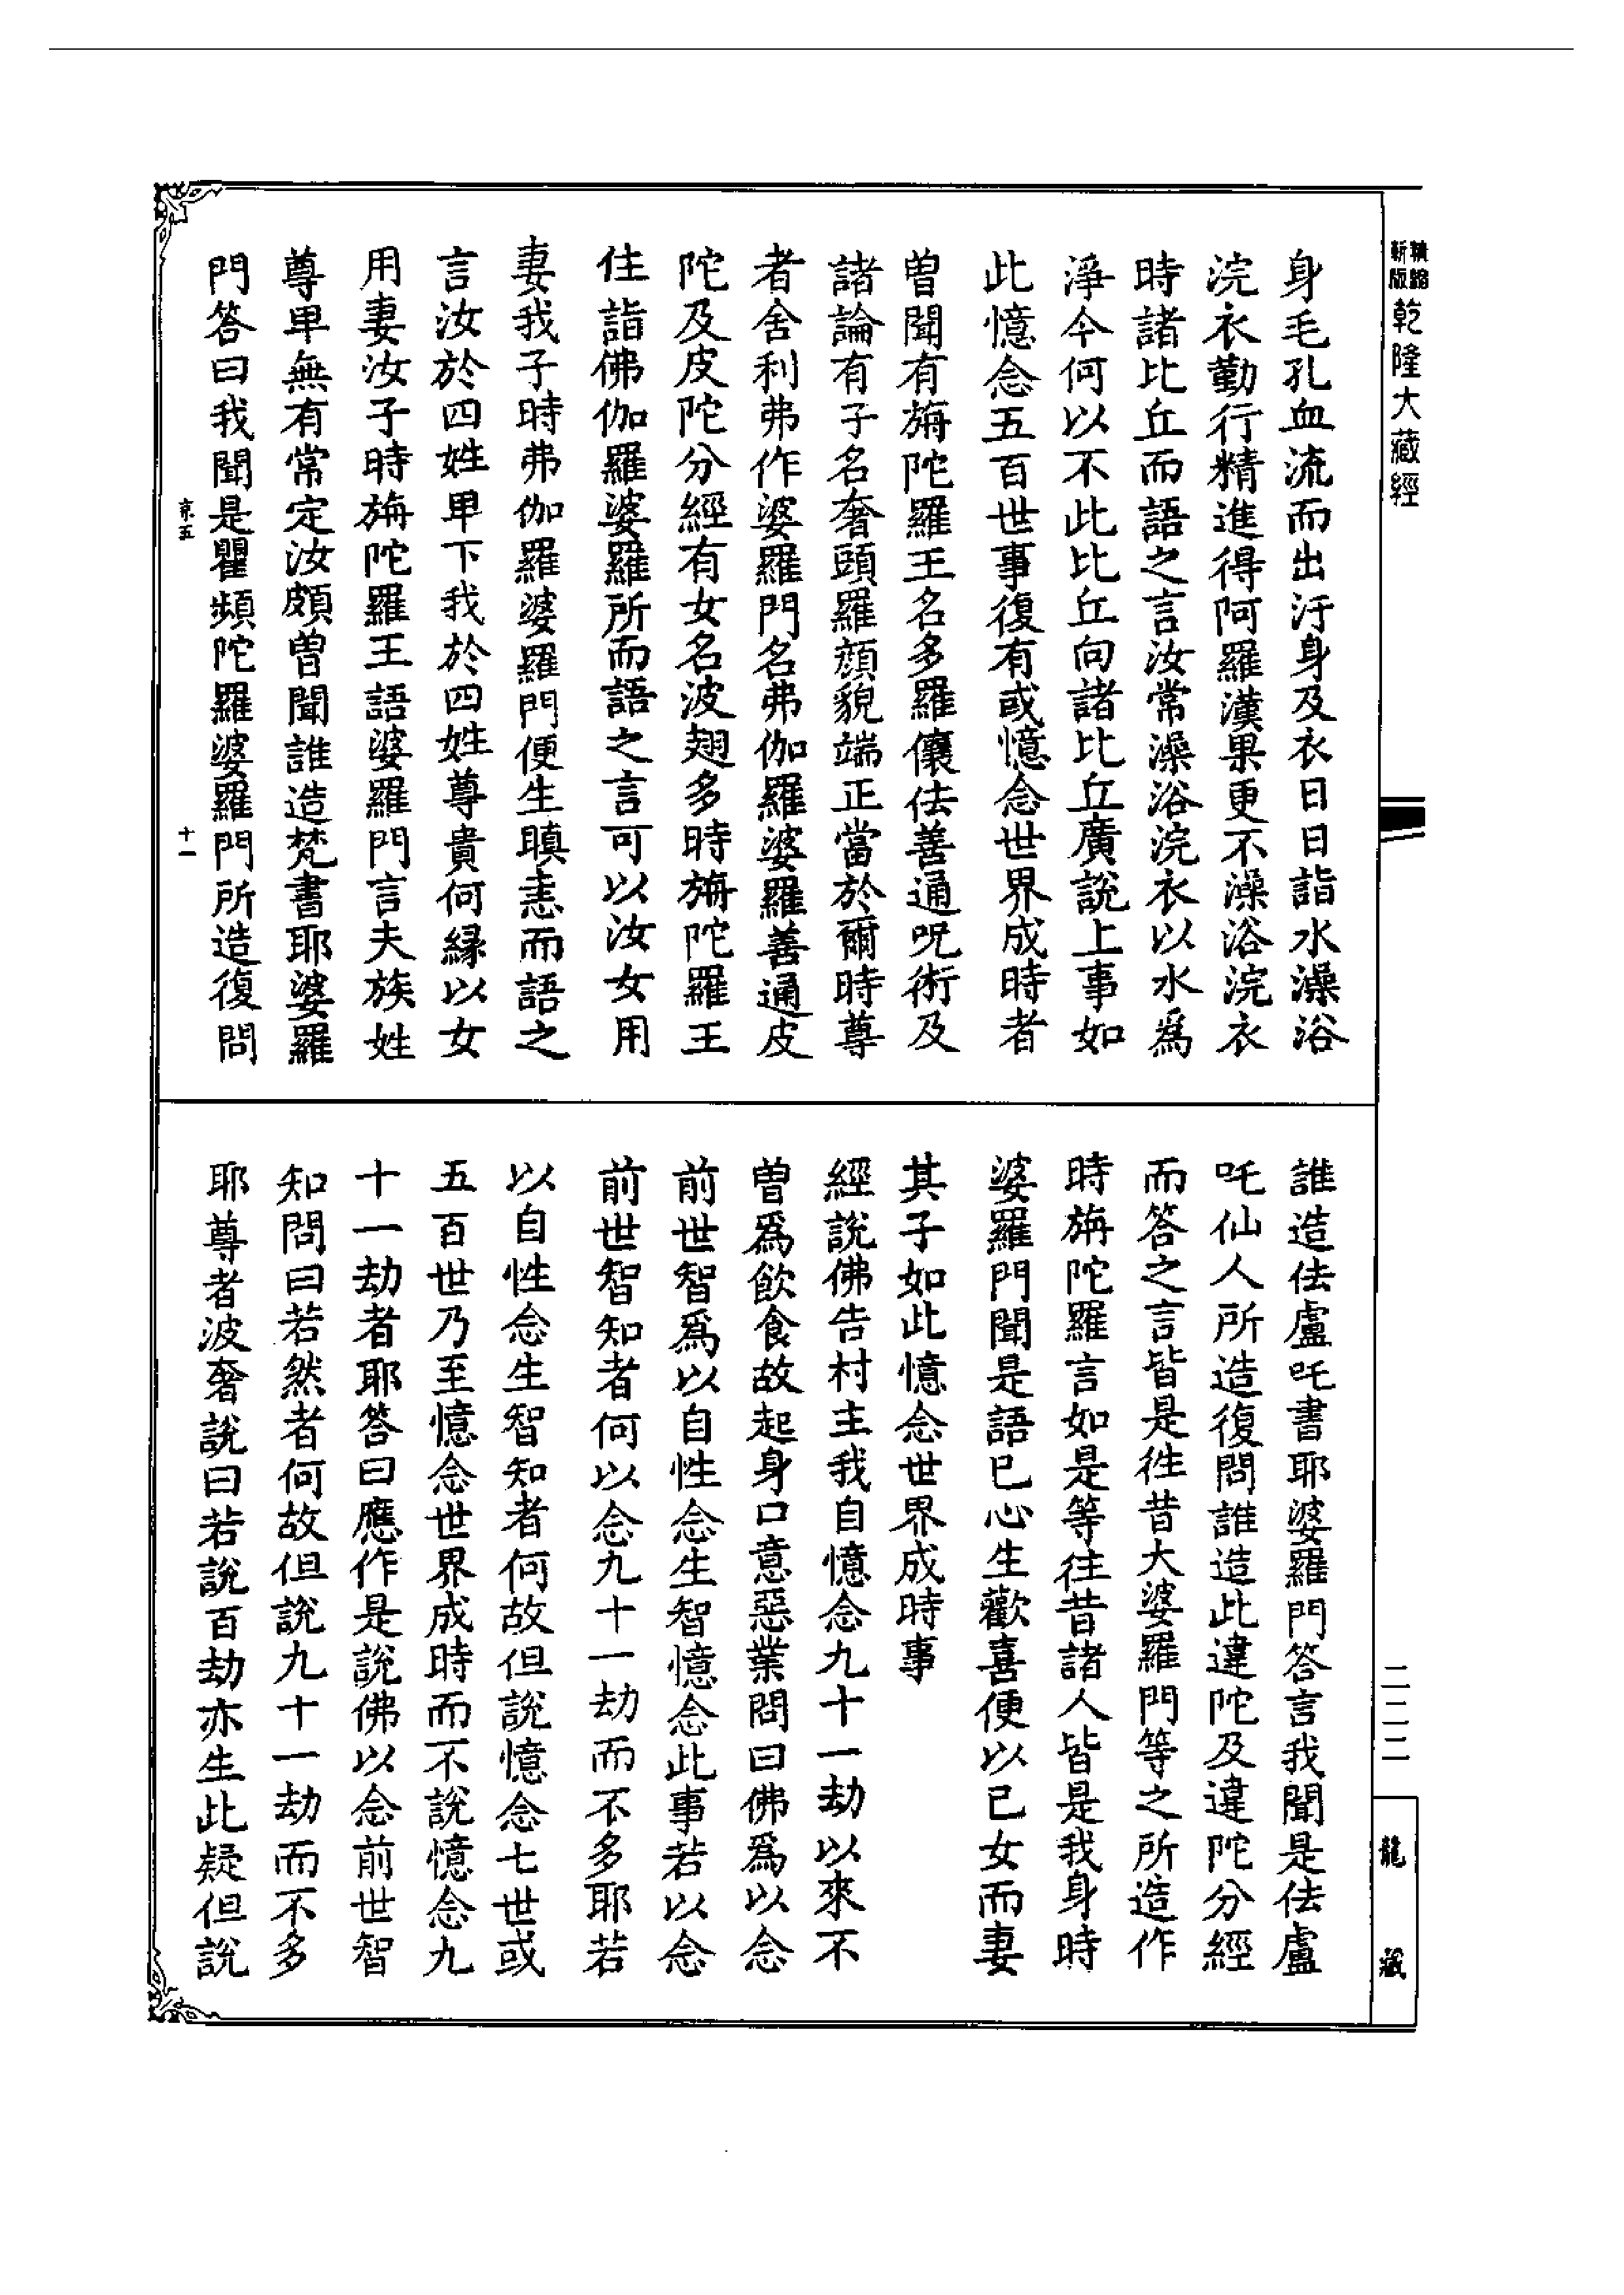 精縮
新版
乾隆大藏經
身毛孔血流而出汙身及衣日日詣水澡浴
浣衣勤行精進得阿羅漢果更不澡浴浣衣
時諸比丘而語之言汝常澡浴浣衣以水為
淨今何以不此比丘向諸比丘廣說上事如
此憶念五百世事復有或憶念世界成時者
曾聞有旃陀羅王名多羅儴佉善通呪術及
諸論有子名奢頭羅顏貌端正當於爾時尊
者舍利弗作婆羅門名弗伽羅婆羅善通皮
陀及皮陀分經有女名波翅多時旃陀羅王
住詣佛伽羅婆羅所而語之言可以汝女用
妻我子時弗伽羅婆羅門便生瞋恚而語之
言汝於四姓卑下我於四姓尊貴何緣以女
用妻汝子時旃陀羅王語婆羅門言夫族姓
尊卑無有常定汝頗曾聞誰造梵書耶婆羅
門答曰我聞是瞿頻陀羅婆羅門所造復問
十一
誰造佉盧吒書耶婆羅門答言我聞是佉盧
吒仙人所造復問誰造此違陀及違陀分經
而答之言皆是徃昔大婆羅門等之所造作
時旃陀羅言如是等往昔諸人皆是我身時
婆羅門聞是語已心生歡喜便以已女而妻
其子如此憶念世界成時事
經說佛告村主我自憶念九十一劫以來不
曾爲飲食故起身口意惡業問曰佛爲以念
前世智爲以自性念生智憶念此事若以念
前世智知者何以念九十一劫而不多耶若
以自性念生智知者何故但說憶念七世或
五百世乃至憶念世界成時而不說憶念九
十一劫者耶答曰應作是說佛以念前世智
知問曰若然者何故但說九十一劫而不多
耶尊者波奢說曰若說百劫亦生此疑但說
二二二
龍藏